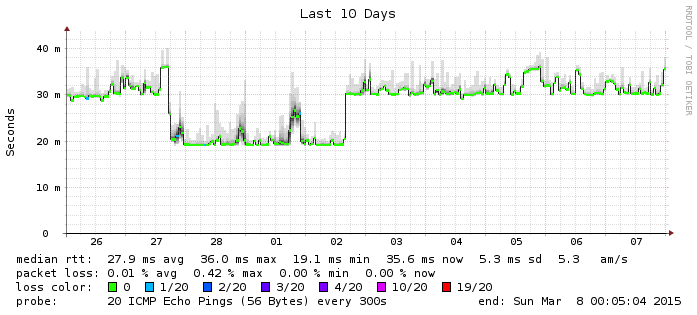 Last 10 Days
RRDTOOL / TOBI OETIKER
Seconds
40 m
30 m
20 m
10 m
0
26 27 28 01 02 03 04 05 06 07
median rtt: 27.9 ms avg 36.0 ms max 19.1 ms min 35.6 ms now 5.3 ms sd 5.3 am/s
packet loss: 0.01 % avg 0.42 % max 0.00 % min 0.00 % now
loss color: 0 1/20 2/20 3/20 4/20 10/20 19/20
probe: 20 ICMP Echo Pings (56 Bytes) every 300s end: Sun Mar 8 00:05:04 2015